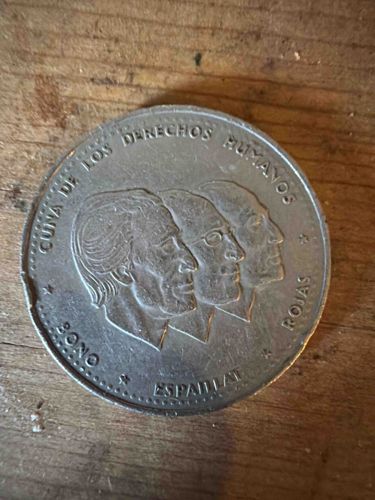 CUNA DE LOS DERECHOS HUMANOS
BONO ★ ESPAILLAT ★ ROJAS